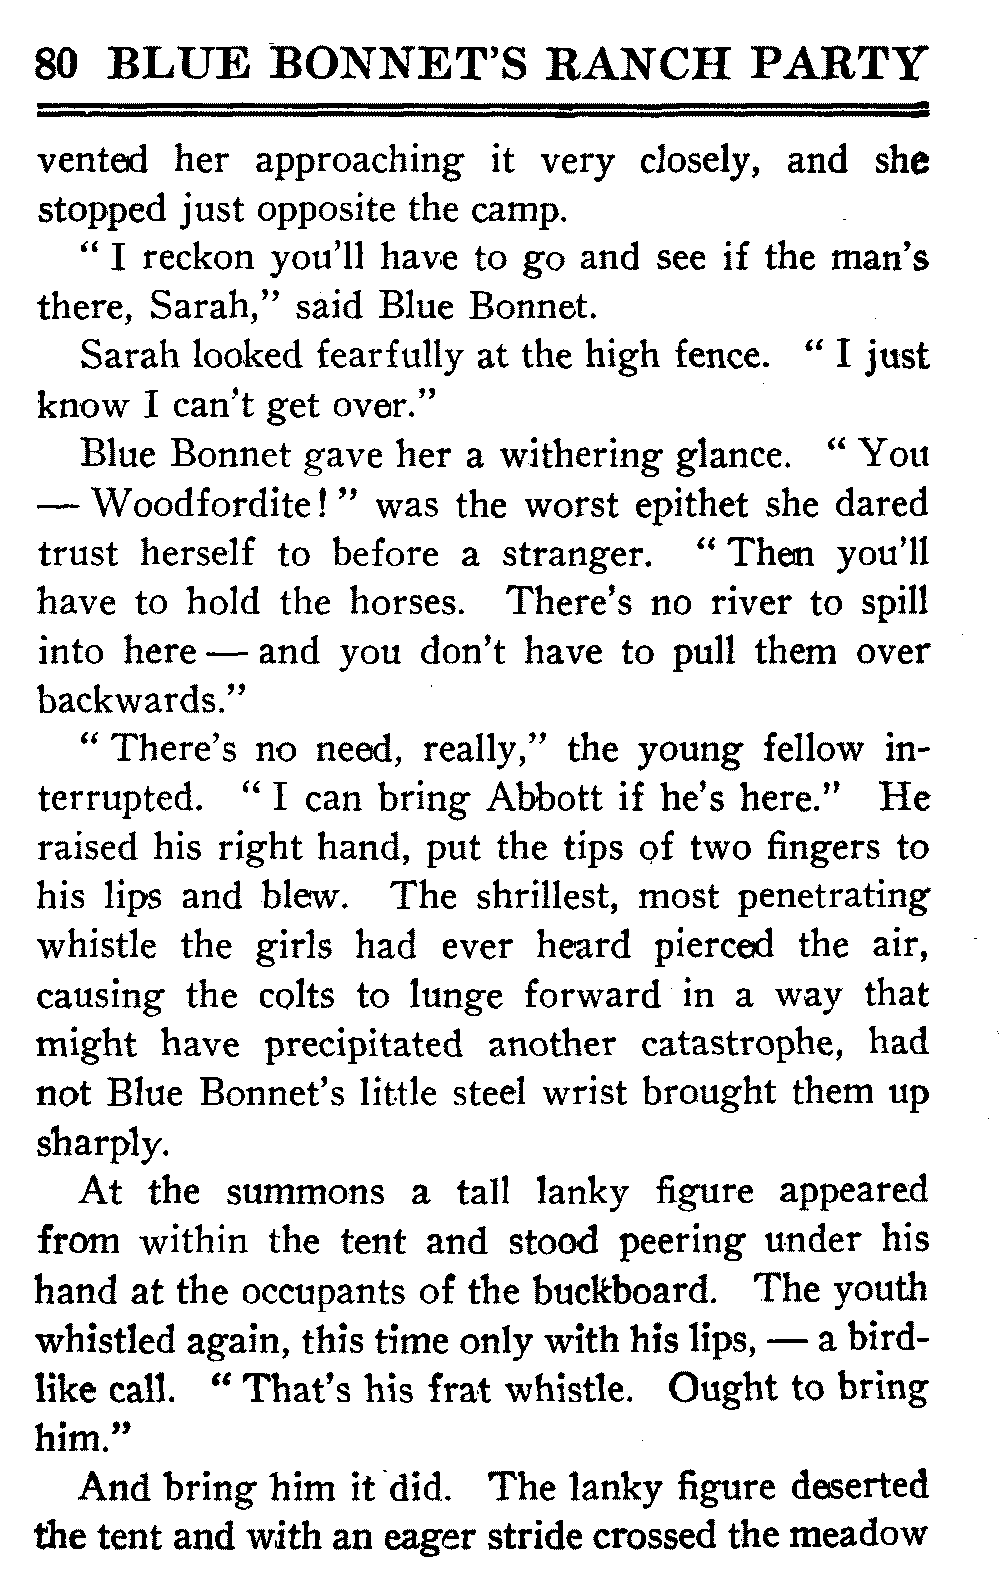 80 BLUE BONNET'S RANCH PARTY
vented her approaching it very closely, and she
stopped just opposite the camp.
" I reckon you'll have to go and see if the man's
there, Sarah," said Blue Bonnet.
Sarah looked fearfully at the high fence. " I just
know I can't get over."
Blue Bonnet gave her a withering glance. " You
— Woodfordite! " was the worst epithet she dared
trust herself to before a stranger. " Then you'll
have to hold the horses. There's no river to spill
into here — and you don't have to pull them over
backwards."
" There's no need, really," the young fellow in-
terrupted. " I can bring Abbott if he's here." He
raised his right hand, put the tips of two fingers to
his lips and blew. The shrillest, most penetrating
whistle the girls had ever heard pierced the air,
causing the colts to lunge forward in a way that
might have precipitated another catastrophe, had
not Blue Bonnet's little steel wrist brought them up
sharply.
At the summons a tall lanky figure appeared
from within the tent and stood peering under his
hand at the occupants of the buckboard. The youth
whistled again, this time only with his lips, — a bird-
like call. " That's his frat whistle. Ought to bring
him."
And bring him it did. The lanky figure deserted
the tent and with an eager stride crossed the meadow